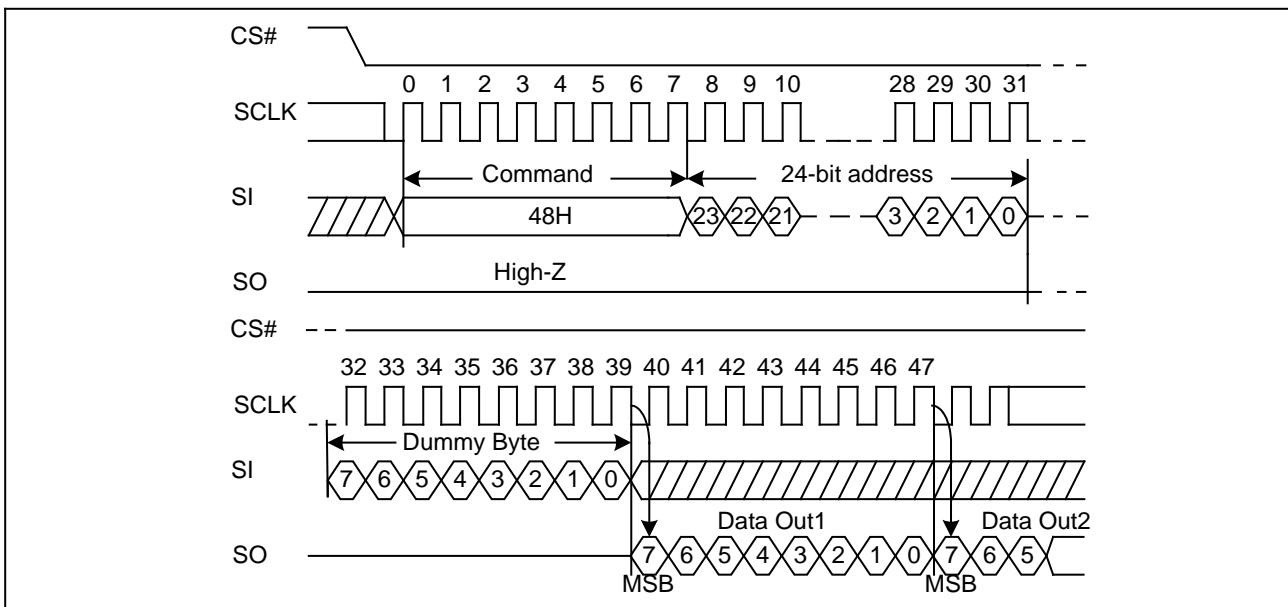 CS#
0 1 2 3 4 5 6 7 8 9 10 28 29 30 31
SCLK
Command 24-bit address
SI
48H 23 22 21 3 2 1 0
High-Z
SO
CS#
32 33 34 35 36 37 38 39 40 41 42 43 44 45 46 47
SCLK
Dummy Byte
SI
7 6 5 4 3 2 1 0
Data Out1 Data Out2
SO
7 6 5 4 3 2 1 0 7 6 5
MSB MSB